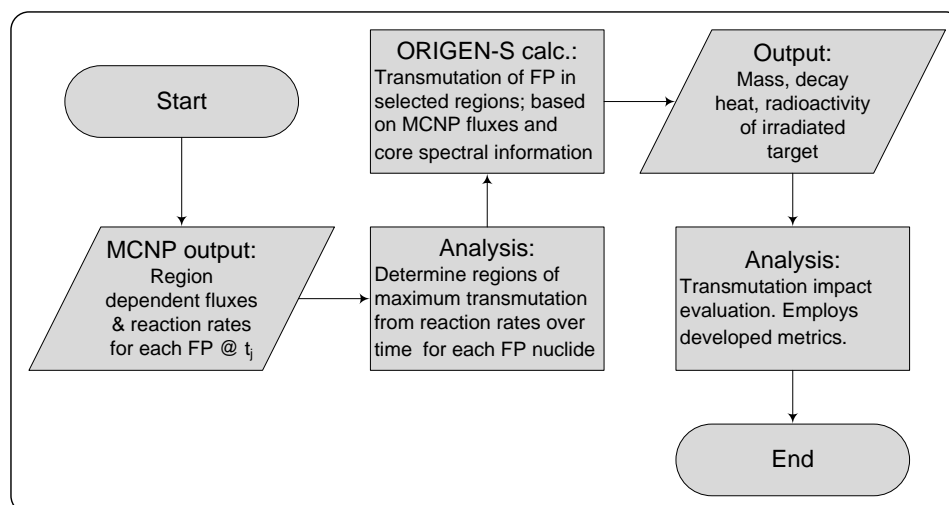 Start
MCNP output:
Region
dependent fluxes
& reaction rates
for each FP @ tj
Analysis:
Determine regions of
maximum transmutation
from reaction rates over
time for each FP nuclide
ORIGEN-S calc.:
Transmutation of FP in
selected regions; based
on MCNP fluxes and
core spectral information
Output:
Mass, decay
heat, radioactivity
of irradiated
target
Analysis:
Transmutation impact
evaluation. Employs
developed metrics.
End